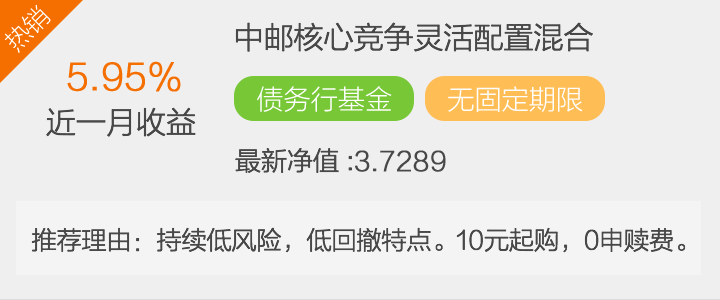 热销
中邮核心竞争灵活配置混合
5.95%
近一月收益
债务行基金 无固定期限
最新净值 :3.7289
推荐理由：持续低风险，低回撤特点。10元起购，0申赎费。